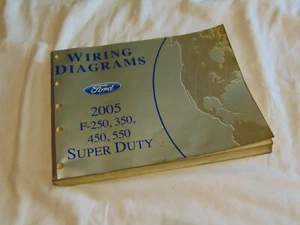 WIRING
DIAGRAMS
Ford
2005
F-250, 350,
450, 550
SUPER DUTY